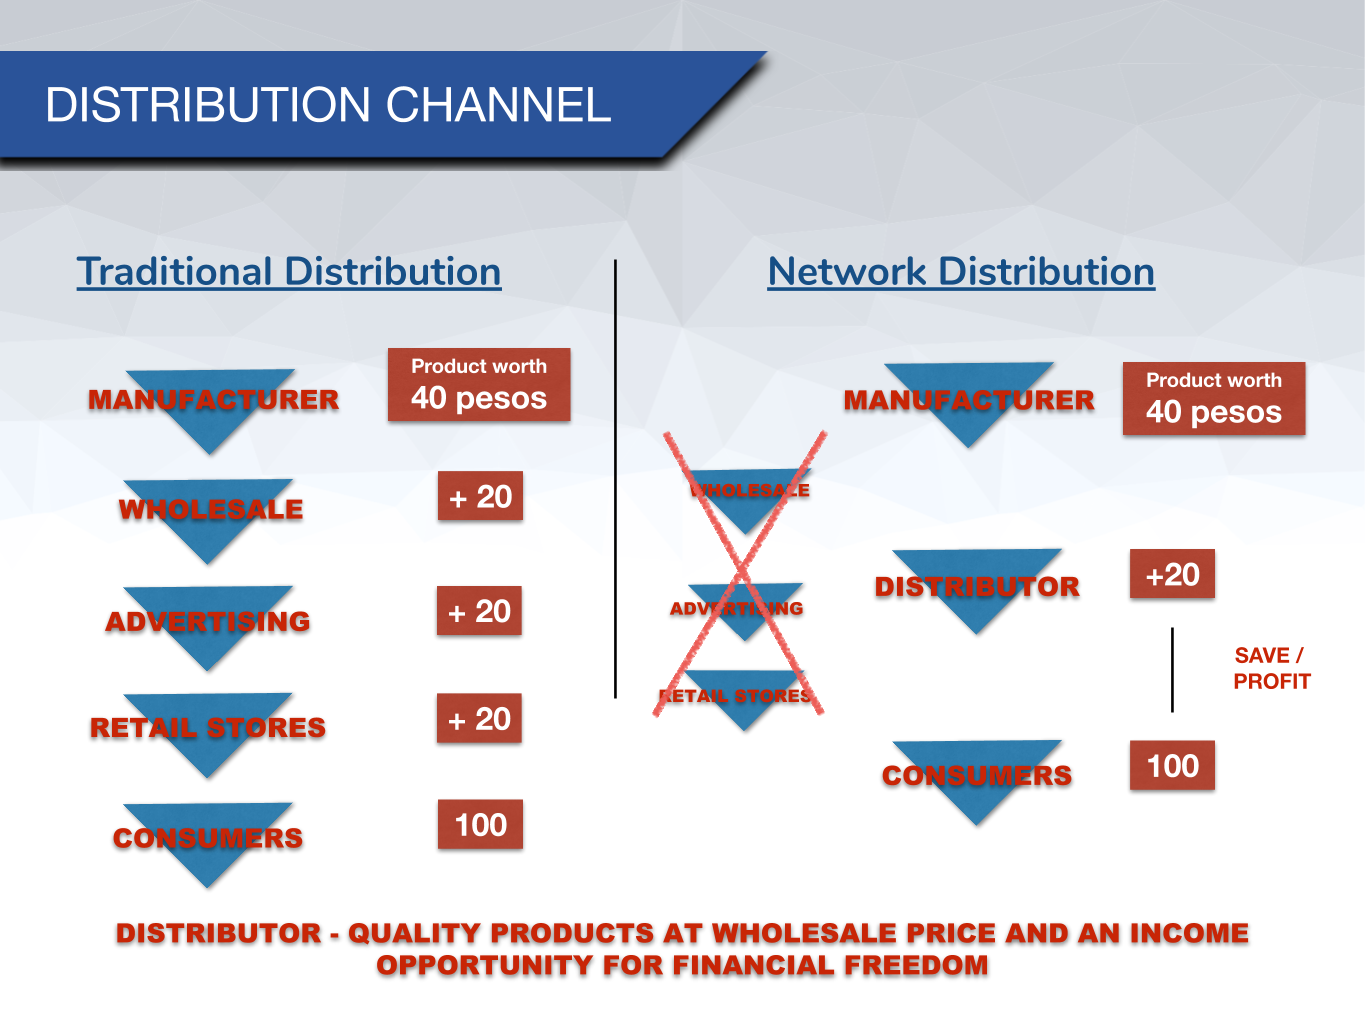 DISTRIBUTION CHANNEL
Traditional Distribution
MANUFACTURER
Product worth
40 pesos
WHOLESALE
+ 20
ADVERTISING
+ 20
RETAIL STORES
+ 20
CONSUMERS
100
Network Distribution
MANUFACTURER
Product worth
40 pesos
WHOLESALE
ADVERTISING
RETAIL STORES
DISTRIBUTOR
+20
SAVE /
PROFIT
CONSUMERS
100
DISTRIBUTOR - QUALITY PRODUCTS AT WHOLESALE PRICE AND AN INCOME
OPPORTUNITY FOR FINANCIAL FREEDOM